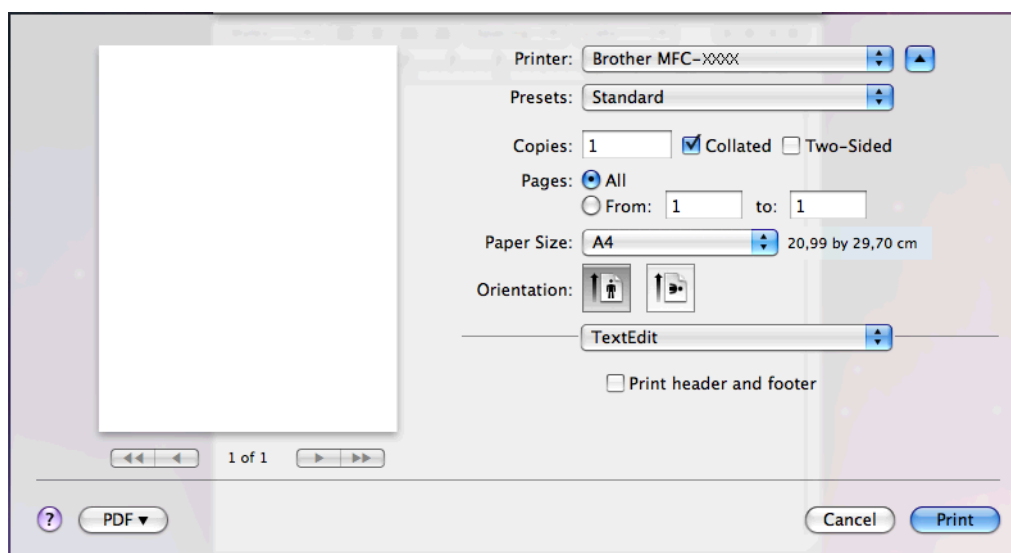 Printer: Brother MFC-XXXX
Presets: Standard
Copies: 1 Collated Two-Sided
Pages: All
From: 1 to: 1
Paper Size: A4 20,99 by 29,70 cm
Orientation:
TextEdit
Print header and footer
1 of 1
? PDF Cancel Print